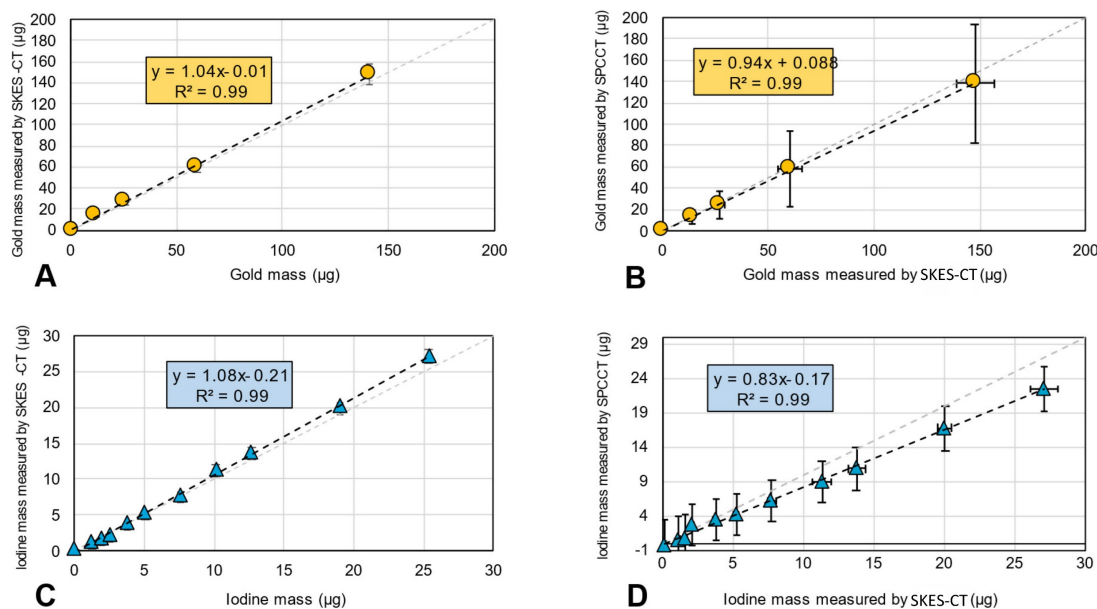 Gold mass measured by SKES -CT (µg)
200
180
160
140
120
100
80
60
40
20
0
y = 1.04x- 0.01
R² = 0.99
0 50 100 150 200
A
Gold mass (µg)
Gold mass measured by SPCCT (µg)
200
180
160
140
120
100
80
60
40
20
0
y = 0.94x + 0.088
R² = 0.99
0 50 100 150 200
B
Gold mass measured by SKES-CT (µg)
Iodine mass measured by SKES -CT (µg)
30
25
20
15
10
5
0
y = 1.08x- 0.21
R² = 0.99
0 5 10 15 20 25 30
C
Iodine mass (µg)
Iodine mass measured by SPCCT (µg)
29
24
19
14
9
4
-1
y = 0.83x- 0.17
R² = 0.99
0 5 10 15 20 25 30
D
Iodine mass measured by SKES-CT (µg)